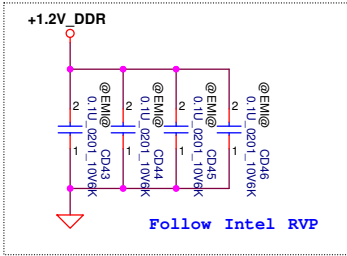 +1.2V_DDR
2
1
@EMI@
0.1U_0201_10V6K
CD43
2
1
@EMI@
0.1U_0201_10V6K
CD44
2
1
@EMI@
0.1U_0201_10V6K
CD45
2
1
@EMI@
0.1U_0201_10V6K
CD46
Follow Intel RVP